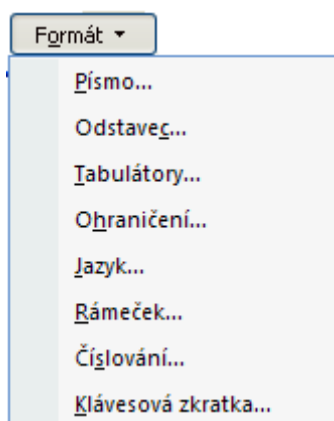 Formát
Písmo...
Odstavec...
Tabulátory...
Ohraničení...
Jazyk...
Rámeček...
Číslování...
Klávesová zkratka...